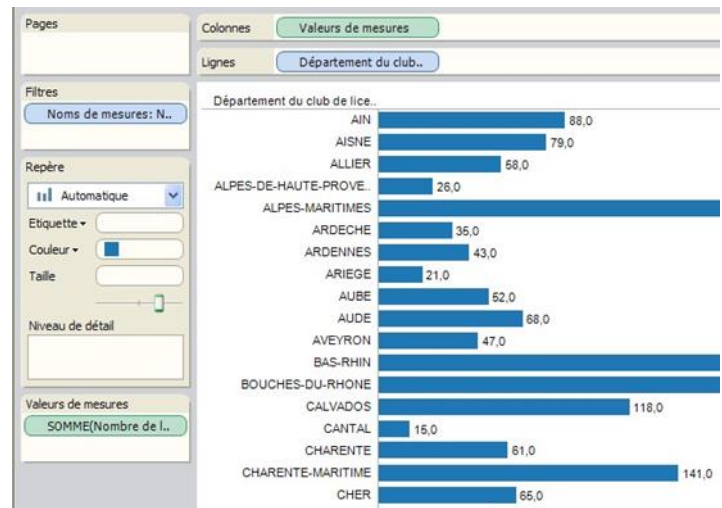 Pages
Colonnes
Valeurs de mesures
Lignes
Département du club..
Filtres
Noms de mesures: N..
Repère
Automatique
Etiquette
Couleur
Taille
Niveau de détail
Valeurs de mesures
SOMME(Nombre de l..
Département du club de lice..
AIN 88,0
AISNE 79,0
ALLIER 58,0
ALPES-DE-HAUTE-PROVE.. 26,0
ALPES-MARITIMES
ARDECHE 35,0
ARDENNES 43,0
ARIEGE 21,0
AUBE 52,0
AUDE 68,0
AVEYRON 47,0
BAS-RHIN
BOUCHES-DU-RHONE
CALVADOS 118,0
CANTAL 15,0
CHARENTE 61,0
CHARENTE-MARITIME 141,0
CHER 65,0